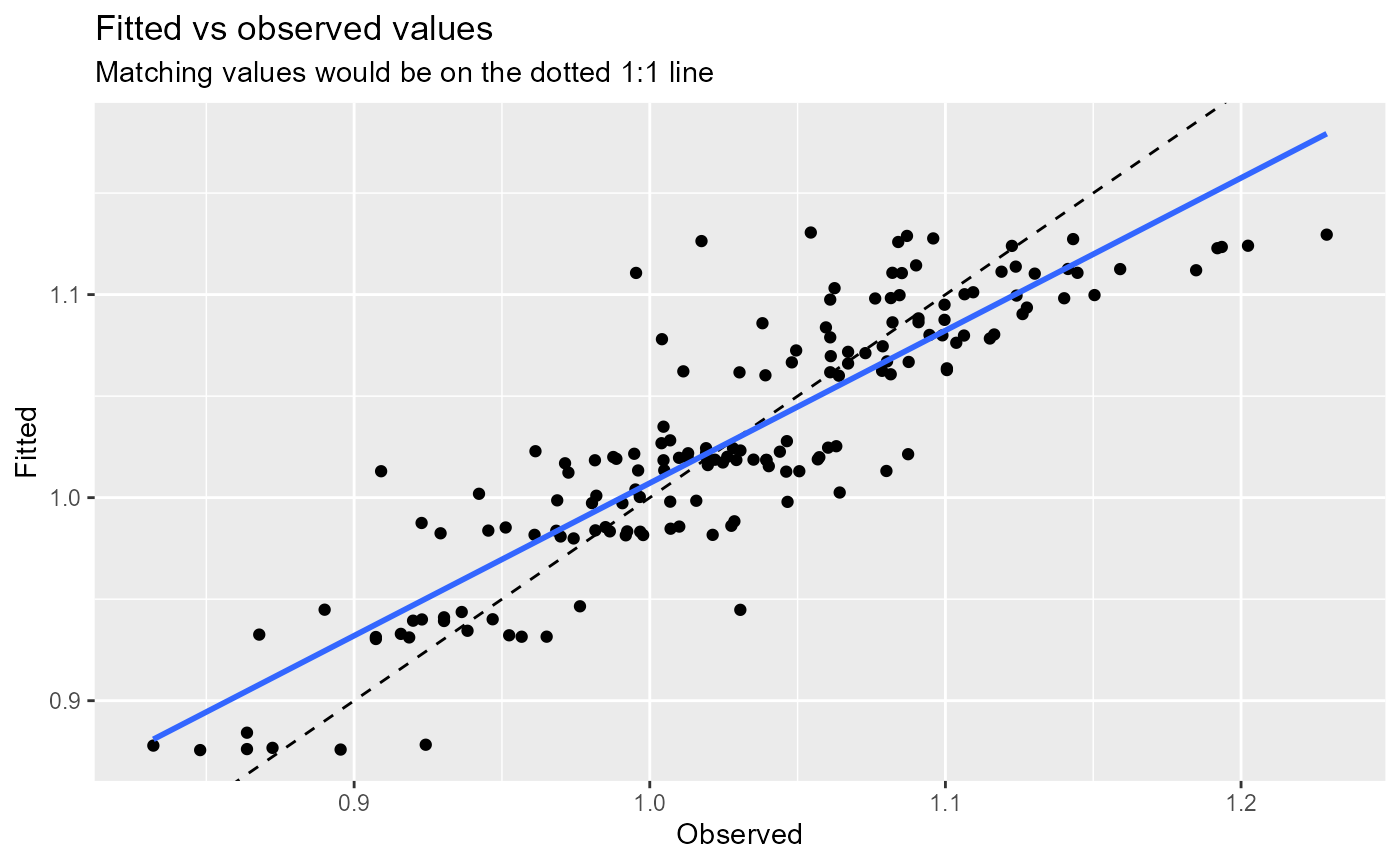 Fitted vs observed values
Matching values would be on the dotted 1:1 line
Fitted
1.1
1.0
0.9
0.9 1.0 1.1 1.2
Observed